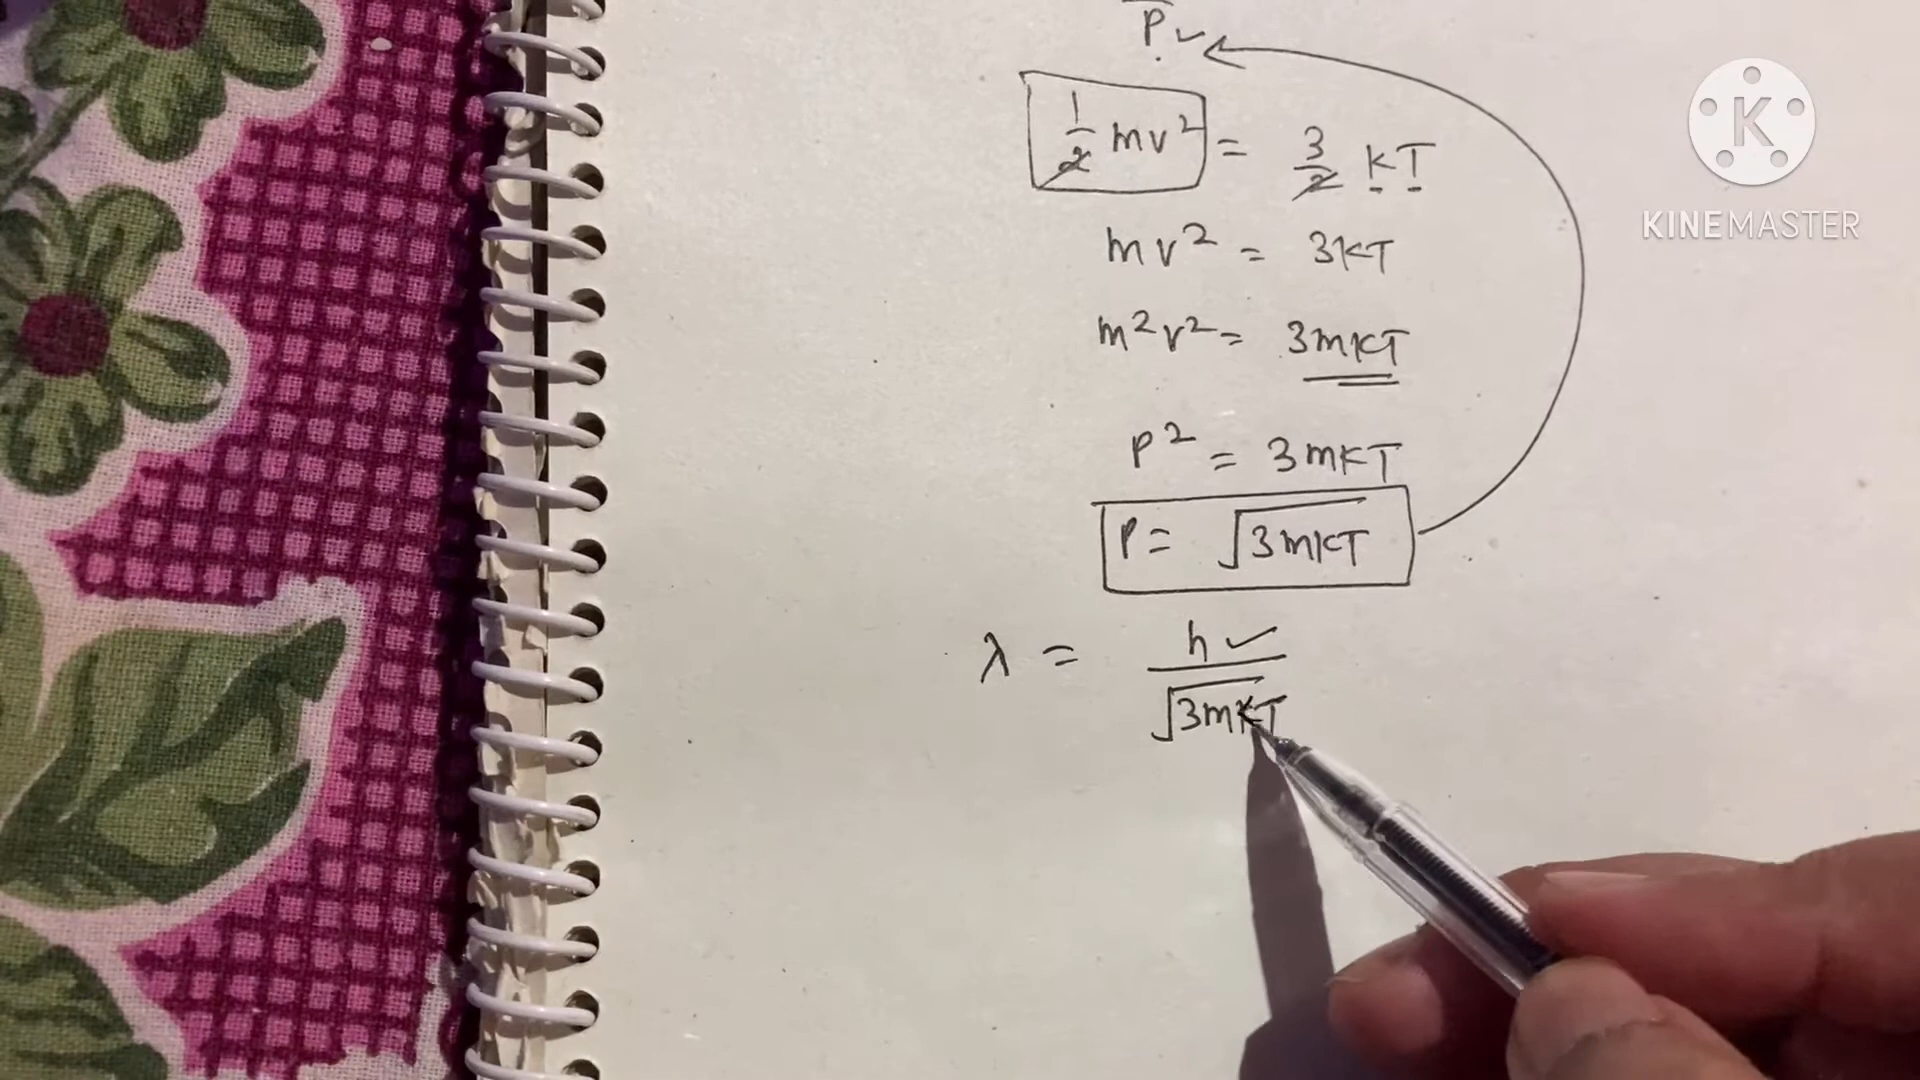 P ✓
1/2 mv² = 3/2 KT
mv² = 3KT
m²v² = 3mKT
P² = 3mKT
P = √3mKT
λ = h ✓ / √3mKT
K
KINEMASTER